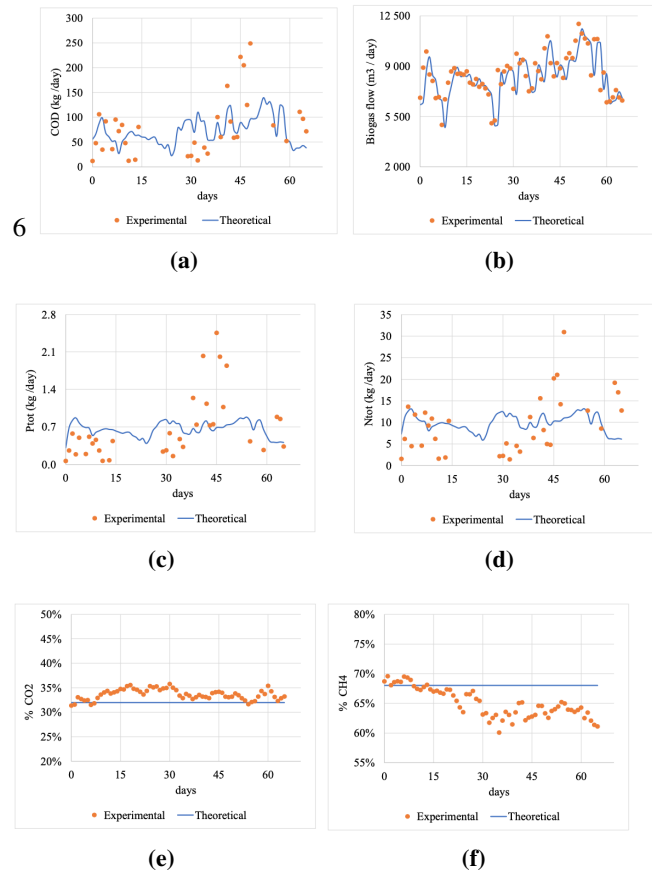 300
250
200
150
100
50
0
COD (kg /day)
0 15 30 45 60
days
Experimental Theoretical
12 500
9 000
5 500
2 000
Biogas flow (m3 / day)
0 15 30 45 60
days
Experimental Theoretical
6
(a) (b)
2.8
2.1
1.4
0.7
0.0
Ptot (kg /day)
0 15 30 45 60
days
Experimental Theoretical
35
30
25
20
15
10
5
0
Ntot (kg /day)
0 15 30 45 60
days
Experimental Theoretical
(c) (d)
50%
45%
40%
35%
30%
25%
20%
% CO2
0 15 30 45 60
days
Experimental Theoretical
80%
75%
70%
65%
60%
55%
% CH4
0 15 30 45 60
days
Experimental Theoretical
(e) (f)